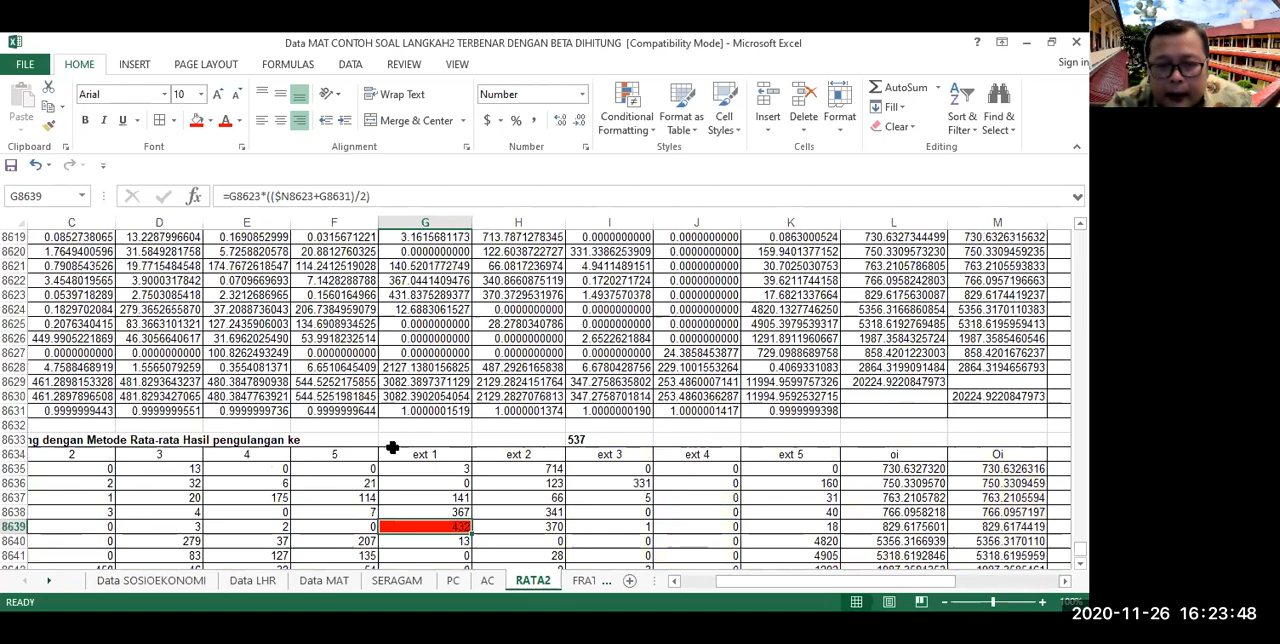 Data MAT CONTOH SOAL LANGKAH2 TERBENAR DENGAN BETA DIHITUNG [Compatibility Mode] - Microsoft Excel
FILE HOME INSERT PAGE LAYOUT FORMULAS DATA REVIEW VIEW Sign in
Paste Arial 10 Wrap Text Number Conditional Formatting Format as Table Cell Styles Insert Delete Format AutoSum Sort & Filter Find & Select
B I U Merge & Center $ % , Fill
Clear
Clipboard Font Alignment Number Styles Cells Editing
G8639 fx =G8623*(($N8623+G8631)/2)
C D E F G H I J K L M
8619 0.0852738065 13.2287996604 0.1690852999 0.0315671221 3.1615681173 713.7871278345 0.0000000000 0.0000000000 0.0863000524 730.6327344499 730.6326315632
8620 1.7649400596 31.5849281758 5.7258820578 20.8812760325 0.0000000000 122.6038722727 331.3386253909 0.0000000000 159.9401377152 750.3309573230 750.3309459235
8621 0.7908543526 19.7715484548 174.7672618547 114.2412519028 140.5201772749 66.0817236974 4.9411489151 0.0000000000 30.7025030753 763.2105786805 763.2105593833
8622 3.4548019565 3.9000317842 0.0709669693 7.1428288788 367.0441409476 340.8660875119 0.1720271724 0.0000000000 39.6211744158 766.0958242803 766.0957196663
8623 0.0539718289 2.7503085418 2.3212686965 0.1560164966 431.8375289377 370.3729531976 1.4937570378 0.0000000000 17.6821337664 829.6175630087 829.6174419237
8624 0.1829702084 279.3652655870 37.2088736043 206.7384959079 12.6883061527 0.0000000000 0.0000000000 0.0000000000 4820.1327746250 5356.3166860854 5356.3170110383
8625 0.2076340415 83.3663101321 127.2435906003 134.6908934525 0.0000000000 28.2780340786 0.0000000000 0.0000000000 4905.3979539317 5318.6192769485 5318.6195959413
8626 449.9905221869 46.3056640617 31.6962025490 53.9918232514 0.0000000000 0.0000000000 2.6522621884 0.0000000000 1291.8911960667 1987.3584325724 1987.3585460546
8627 0.0000000000 0.0000000000 100.8262493249 0.0000000000 0.0000000000 0.0000000000 0.0000000000 24.3858453877 729.0988689758 858.4201223003 858.4201676237
8628 4.7588468919 1.5565079259 0.3554081371 6.6510645409 2127.1380156825 487.2926165838 6.6780428756 229.1001553264 0.4069331083 2864.3199091484 2864.3194656793
8629 461.2898153328 481.8293643237 480.3847890938 544.5252175855 3082.3897371129 2129.2824151764 347.2758635802 253.4860007141 11994.9599757326 20224.9220847973
8630 461.2897896508 481.8293427065 480.3847763921 544.5251981845 3082.3902054054 2129.2827076813 347.2758701814 253.4860366287 11994.9592532715 20224.9220847973
8631 0.9999999443 0.9999999551 0.9999999736 0.9999999644 1.0000001519 1.0000001374 1.0000000190 1.0000001417 0.9999999398
8632
8633 ng dengan Metode Rata-rata Hasil pengulangan ke 537
8634 2 3 4 5 ext 1 ext 2 ext 3 ext 4 ext 5 oi Oi
8635 0 13 0 0 3 714 0 0 0 730.6327320 730.6326316
8636 2 32 6 21 0 123 331 0 160 750.3309570 750.3309459
8637 1 20 175 114 141 66 5 0 31 763.2105782 763.2105594
8638 3 4 0 7 367 341 0 0 40 766.0958218 766.0957197
8639 0 3 2 0 432 370 1 0 18 829.6175601 829.6174419
8640 0 279 37 207 13 0 0 0 4820 5356.3166939 5356.3170110
8641 0 83 127 135 0 28 0 0 4905 5318.6192846 5318.6195959
Data SOSIOEKONOMI Data LHR Data MAT SERAGAM PC AC RATA2 FRAT ...
READY 100%
2020-11-26 16:23:48